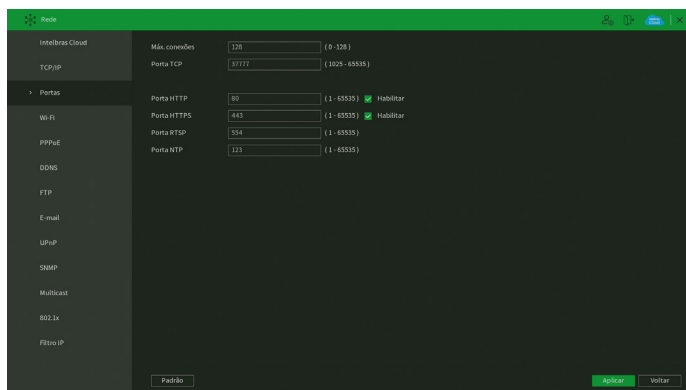 Rede
Intelbras Cloud
TCP/IP
> Portas
Wi-Fi
PPPoE
DDNS
FTP
E-mail
UPnP
SNMP
Multicast
802.1x
Filtro IP
Máx. conexões 128 ( 0 -128 )
Porta TCP 37777 ( 1025 - 65535 )
Porta HTTP 80 ( 1 - 65535 ) Habilitar
Porta HTTPS 443 ( 1 - 65535 ) Habilitar
Porta RTSP 554 ( 1 - 65535 )
Porta NTP 123 ( 1 - 65535 )
Padrão Aplicar Voltar